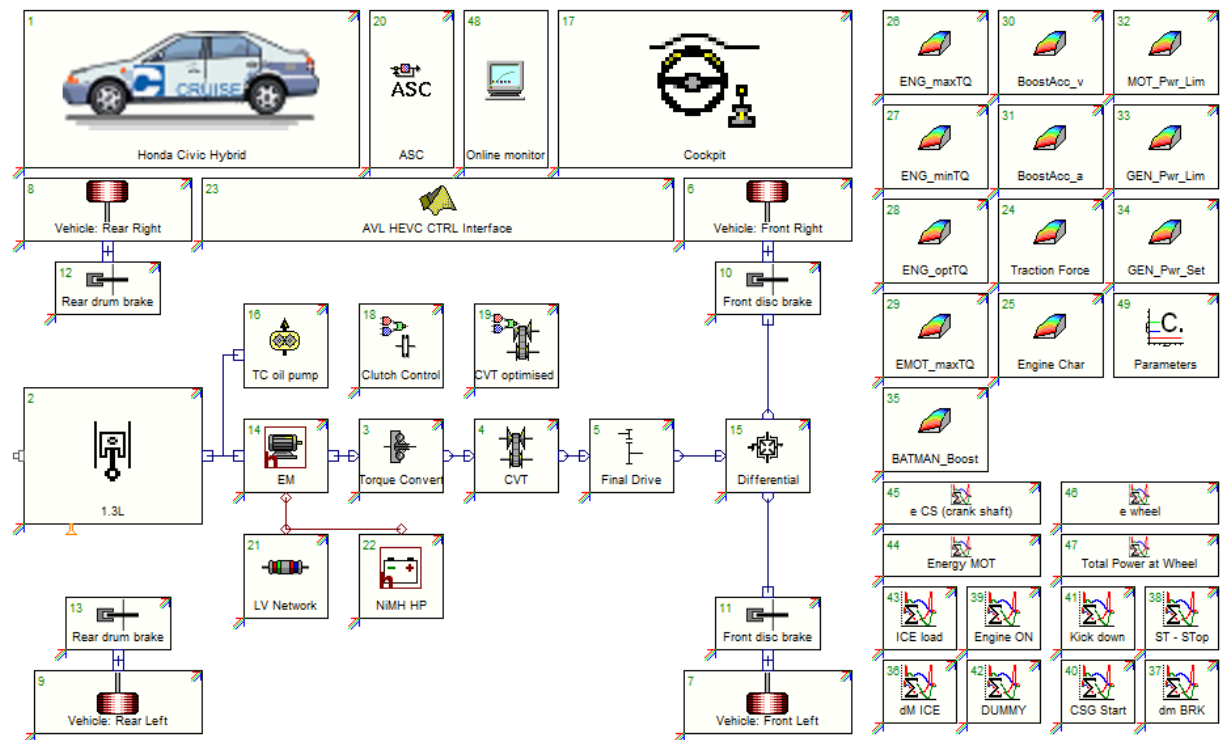 1
CRUISE
Honda Civic Hybrid
20
ASC
ASC
48
Online monitor
17
Cockpit
8
Vehicle: Rear Right
23
AVL HEVC CTRL Interface
6
Vehicle: Front Right
12
Rear drum brake
10
Front disc brake
16
TC oil pump
18
Clutch Control
19
CVT optimised
2
1.3L
14
h
EM
3
Torque Convert
4
CVT
5
Final Drive
15
Differential
21
LV Network
22
h
NiMH HP
13
Rear drum brake
11
Front disc brake
9
Vehicle: Rear Left
7
Vehicle: Front Left
26
ENG_maxTQ
30
BoostAcc_v
32
MOT_Pwr_Lim
27
ENG_minTQ
31
BoostAcc_a
33
GEN_Pwr_Lim
28
ENG_optTQ
24
Traction Force
34
GEN_Pwr_Set
29
EMOT_maxTQ
25
Engine Char
49
C.
Parameters
35
BATMAN_Boost
45
Σ
e CS (crank shaft)
46
Σ
e wheel
44
Σ
Energy MOT
47
Σ
Total Power at Wheel
43
Σ
ICE load
39
Σ
Engine ON
41
Σ
Kick down
38
Σ
ST - STop
36
Σ
dM ICE
42
Σ
DUMMY
40
Σ
CSG Start
37
Σ
dm BRK